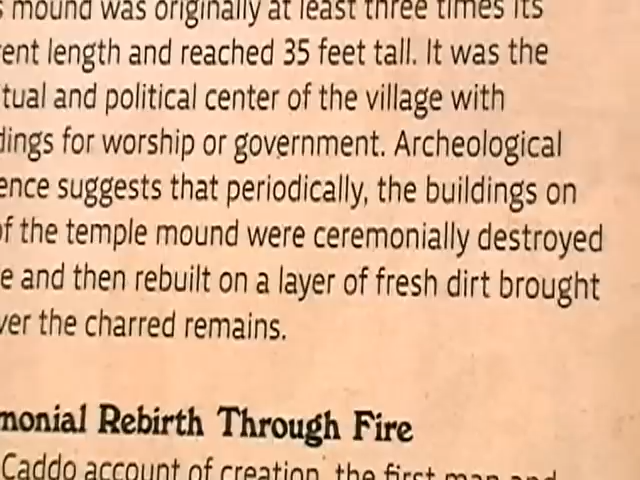 mound was originally at least three times its
ent length and reached 35 feet tall. It was the
tual and political center of the village with
dings for worship or government. Archeological
ence suggests that periodically, the buildings on
of the temple mound were ceremonially destroyed
e and then rebuilt on a layer of fresh dirt brought
ver the charred remains.
monial Rebirth Through Fire
Caddo account of creation, the first man and